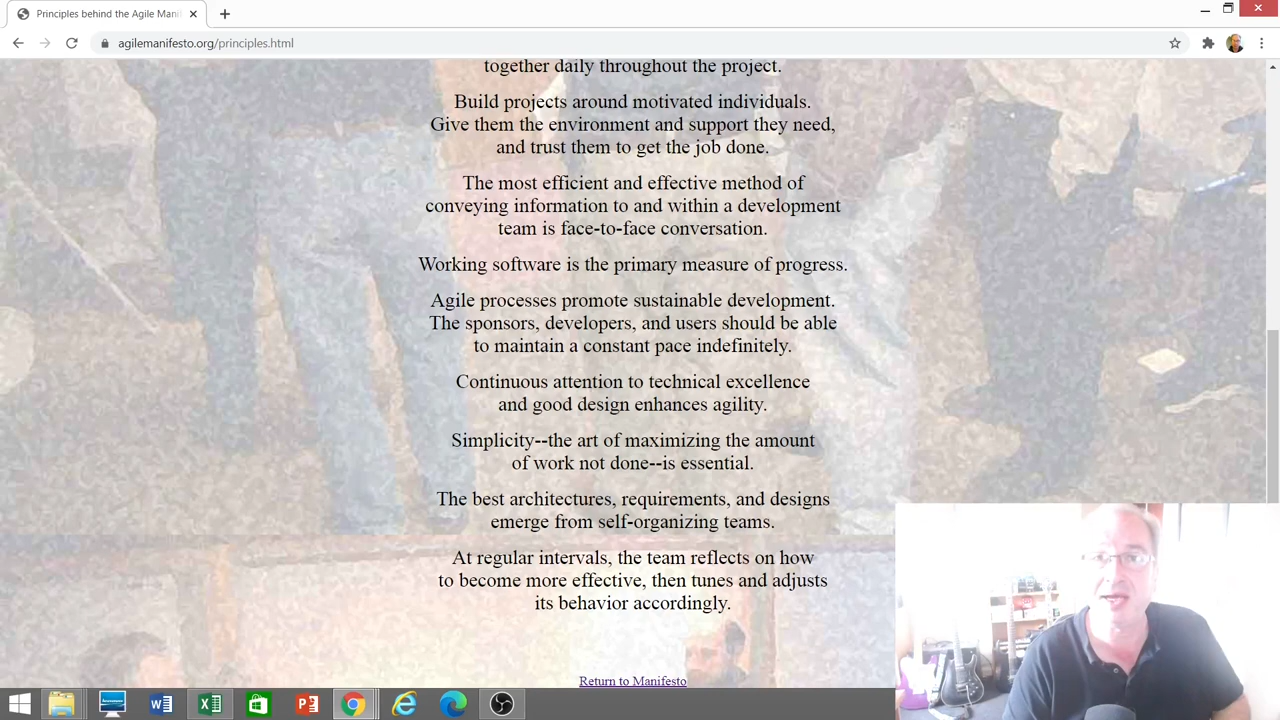 Principles behind the Agile Mani
agilemanifesto.org/principles.html
together daily throughout the project.
Build projects around motivated individuals.
Give them the environment and support they need,
and trust them to get the job done.
The most efficient and effective method of
conveying information to and within a development
team is face-to-face conversation.
Working software is the primary measure of progress.
Agile processes promote sustainable development.
The sponsors, developers, and users should be able
to maintain a constant pace indefinitely.
Continuous attention to technical excellence
and good design enhances agility.
Simplicity--the art of maximizing the amount
of work not done--is essential.
The best architectures, requirements, and designs
emerge from self-organizing teams.
At regular intervals, the team reflects on how
to become more effective, then tunes and adjusts
its behavior accordingly.
Return to Manifesto